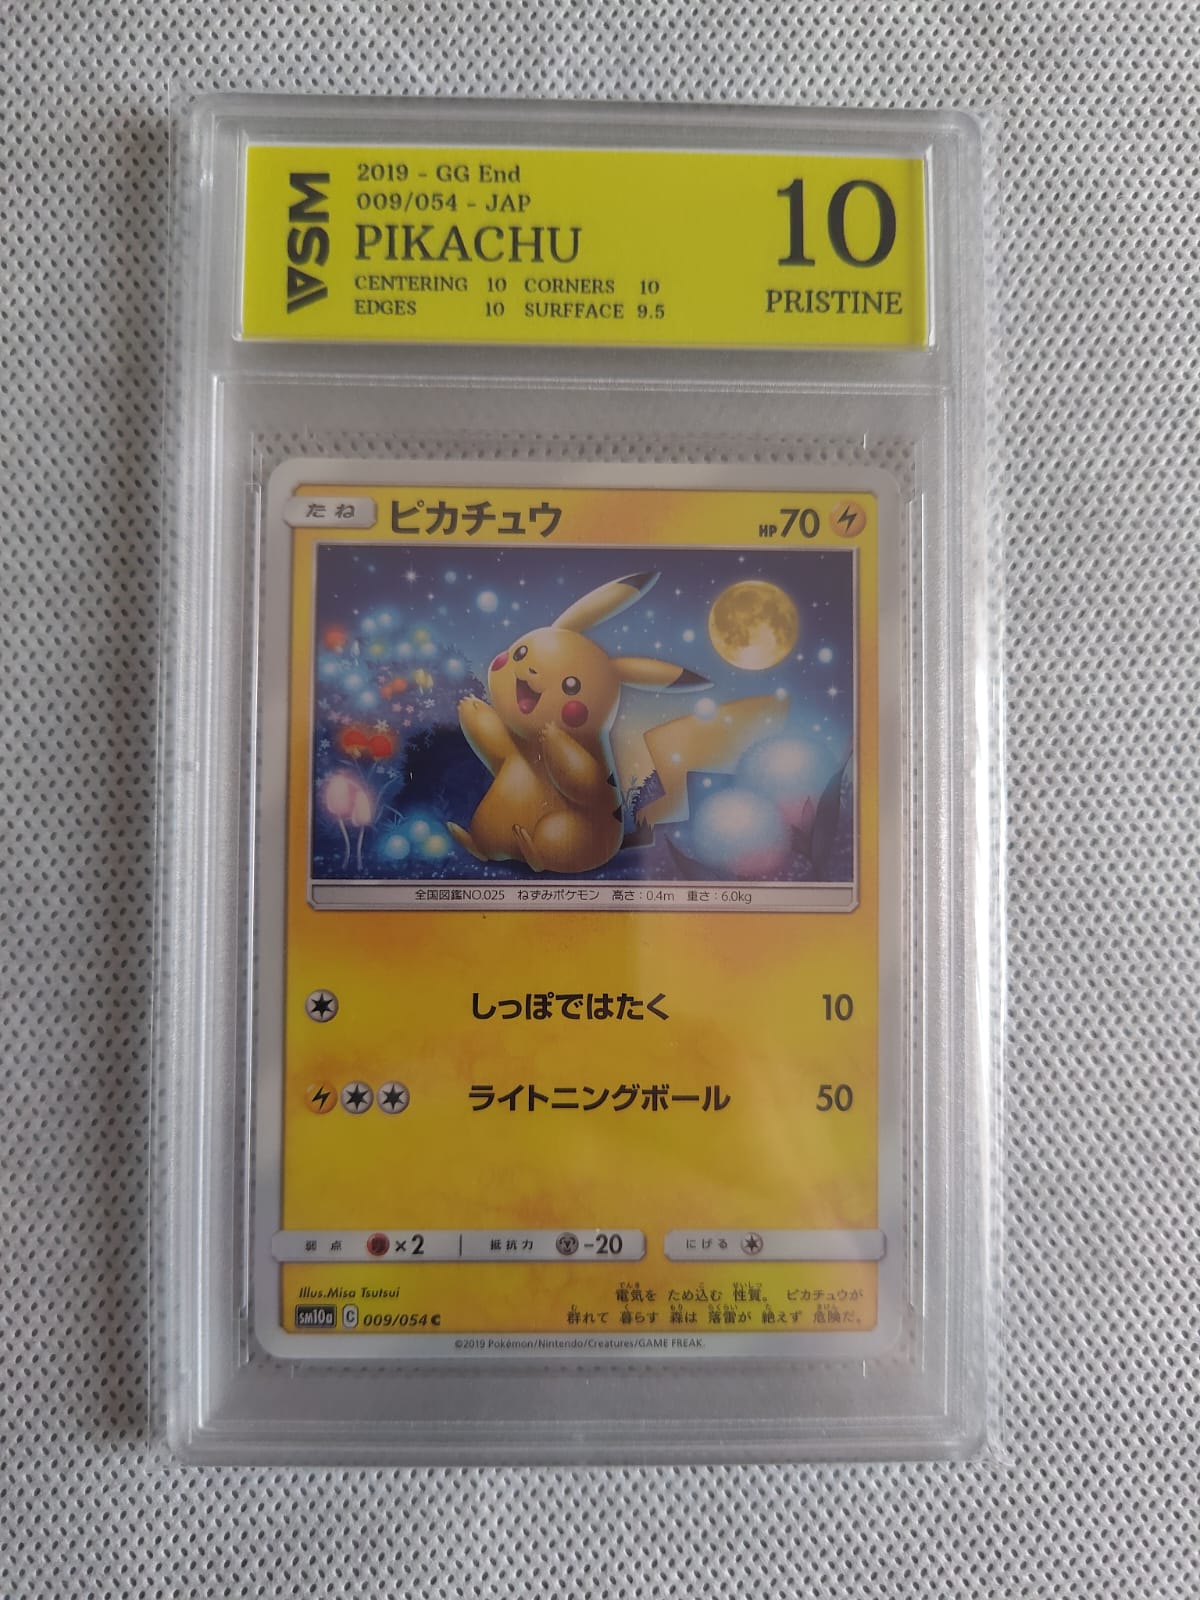 MSA
2019 - GG End
009/054 - JAP
PIKACHU
CENTERING 10 CORNERS 10
EDGES 10 SURFFACE 9.5
10
PRISTINE
たね ピカチュウ HP70
全国図鑑NO.025 ねずみポケモン 高さ:0.4m 重さ:6.0kg
しっぽではたく 10
ライトニングボール 50
弱点 ×2 抵抗力 -20 にげる
Illus.Misa Tsutsui
電気を ため込む 性質。 ピカチュウが
群れて 暮らす 森は 落雷が 絶えず 危険だ。
sm10a C 009/054 C
©2019 Pokémon/Nintendo/Creatures/GAME FREAK.